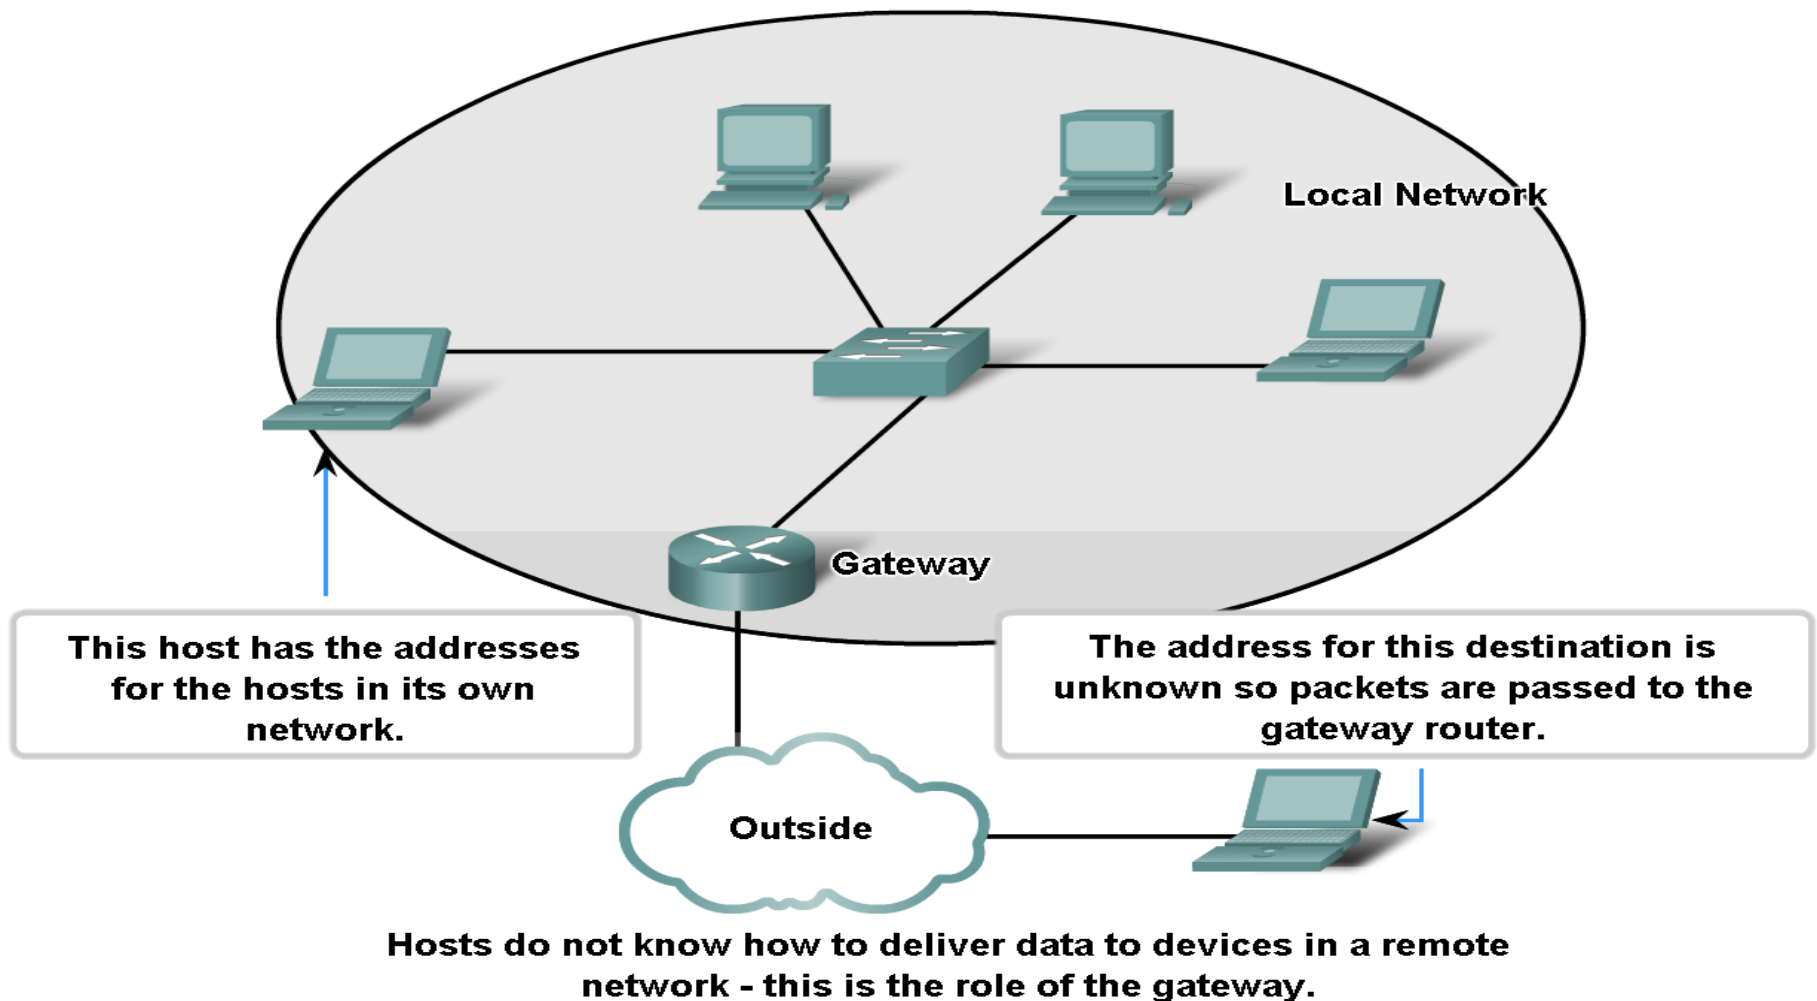 Local Network
Gateway
This host has the addresses
for the hosts in its own
network.
The address for this destination is
unknown so packets are passed to the
gateway router.
Outside
Hosts do not know how to deliver data to devices in a remote
network - this is the role of the gateway.